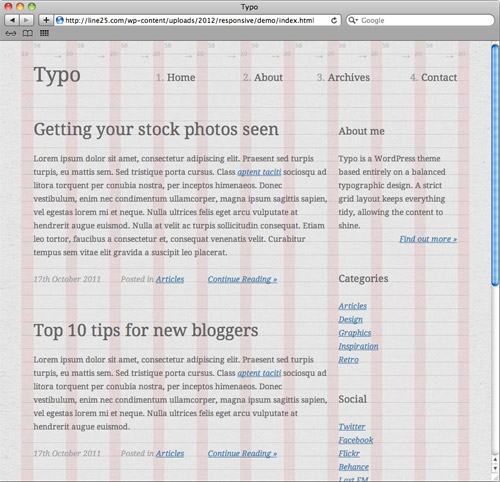 Typo
http://line25.com/wp-content/uploads/2012/responsive/demo/index.html
Google
Typo
1. Home
2. About
3. Archives
4. Contact
Getting your stock photos seen
Lorem ipsum dolor sit amet, consectetur adipiscing elit. Praesent sed turpis
turpis, eu mattis sem. Sed tristique porta cursus. Class aptent taciti sociosqu ad
litora torquent per conubia nostra, per inceptos himenaeos. Donec
vestibulum, enim nec condimentum ullamcorper, magna ipsum sagittis sapien,
vel egestas lorem mi et neque. Nulla ultrices felis eget arcu vulputate at
hendrerit augue euismod. Nulla at velit ac turpis sollicitudin consequat. Etiam
leo tortor, faucibus a consectetur et, consequat venenatis velit. Curabitur
tempus sem vitae elit gravida a suscipit leo placerat.
17th October 2011
Posted in Articles
Continue Reading »
Top 10 tips for new bloggers
Lorem ipsum dolor sit amet, consectetur adipiscing elit. Praesent sed turpis
turpis, eu mattis sem. Sed tristique porta cursus. Class aptent taciti sociosqu ad
litora torquent per conubia nostra, per inceptos himenaeos. Donec
vestibulum, enim nec condimentum ullamcorper, magna ipsum sagittis sapien,
vel egestas lorem mi et neque. Nulla ultrices felis eget arcu vulputate at
hendrerit augue euismod.
17th October 2011
Posted in Articles
Continue Reading »
About me
Typo is a WordPress theme
based entirely on a balanced
typographic design. A strict
grid layout keeps everything
tidy, allowing the content to
shine.
Find out more »
Categories
Articles
Design
Graphics
Inspiration
Retro
Social
Twitter
Facebook
Flickr
Behance
Last FM